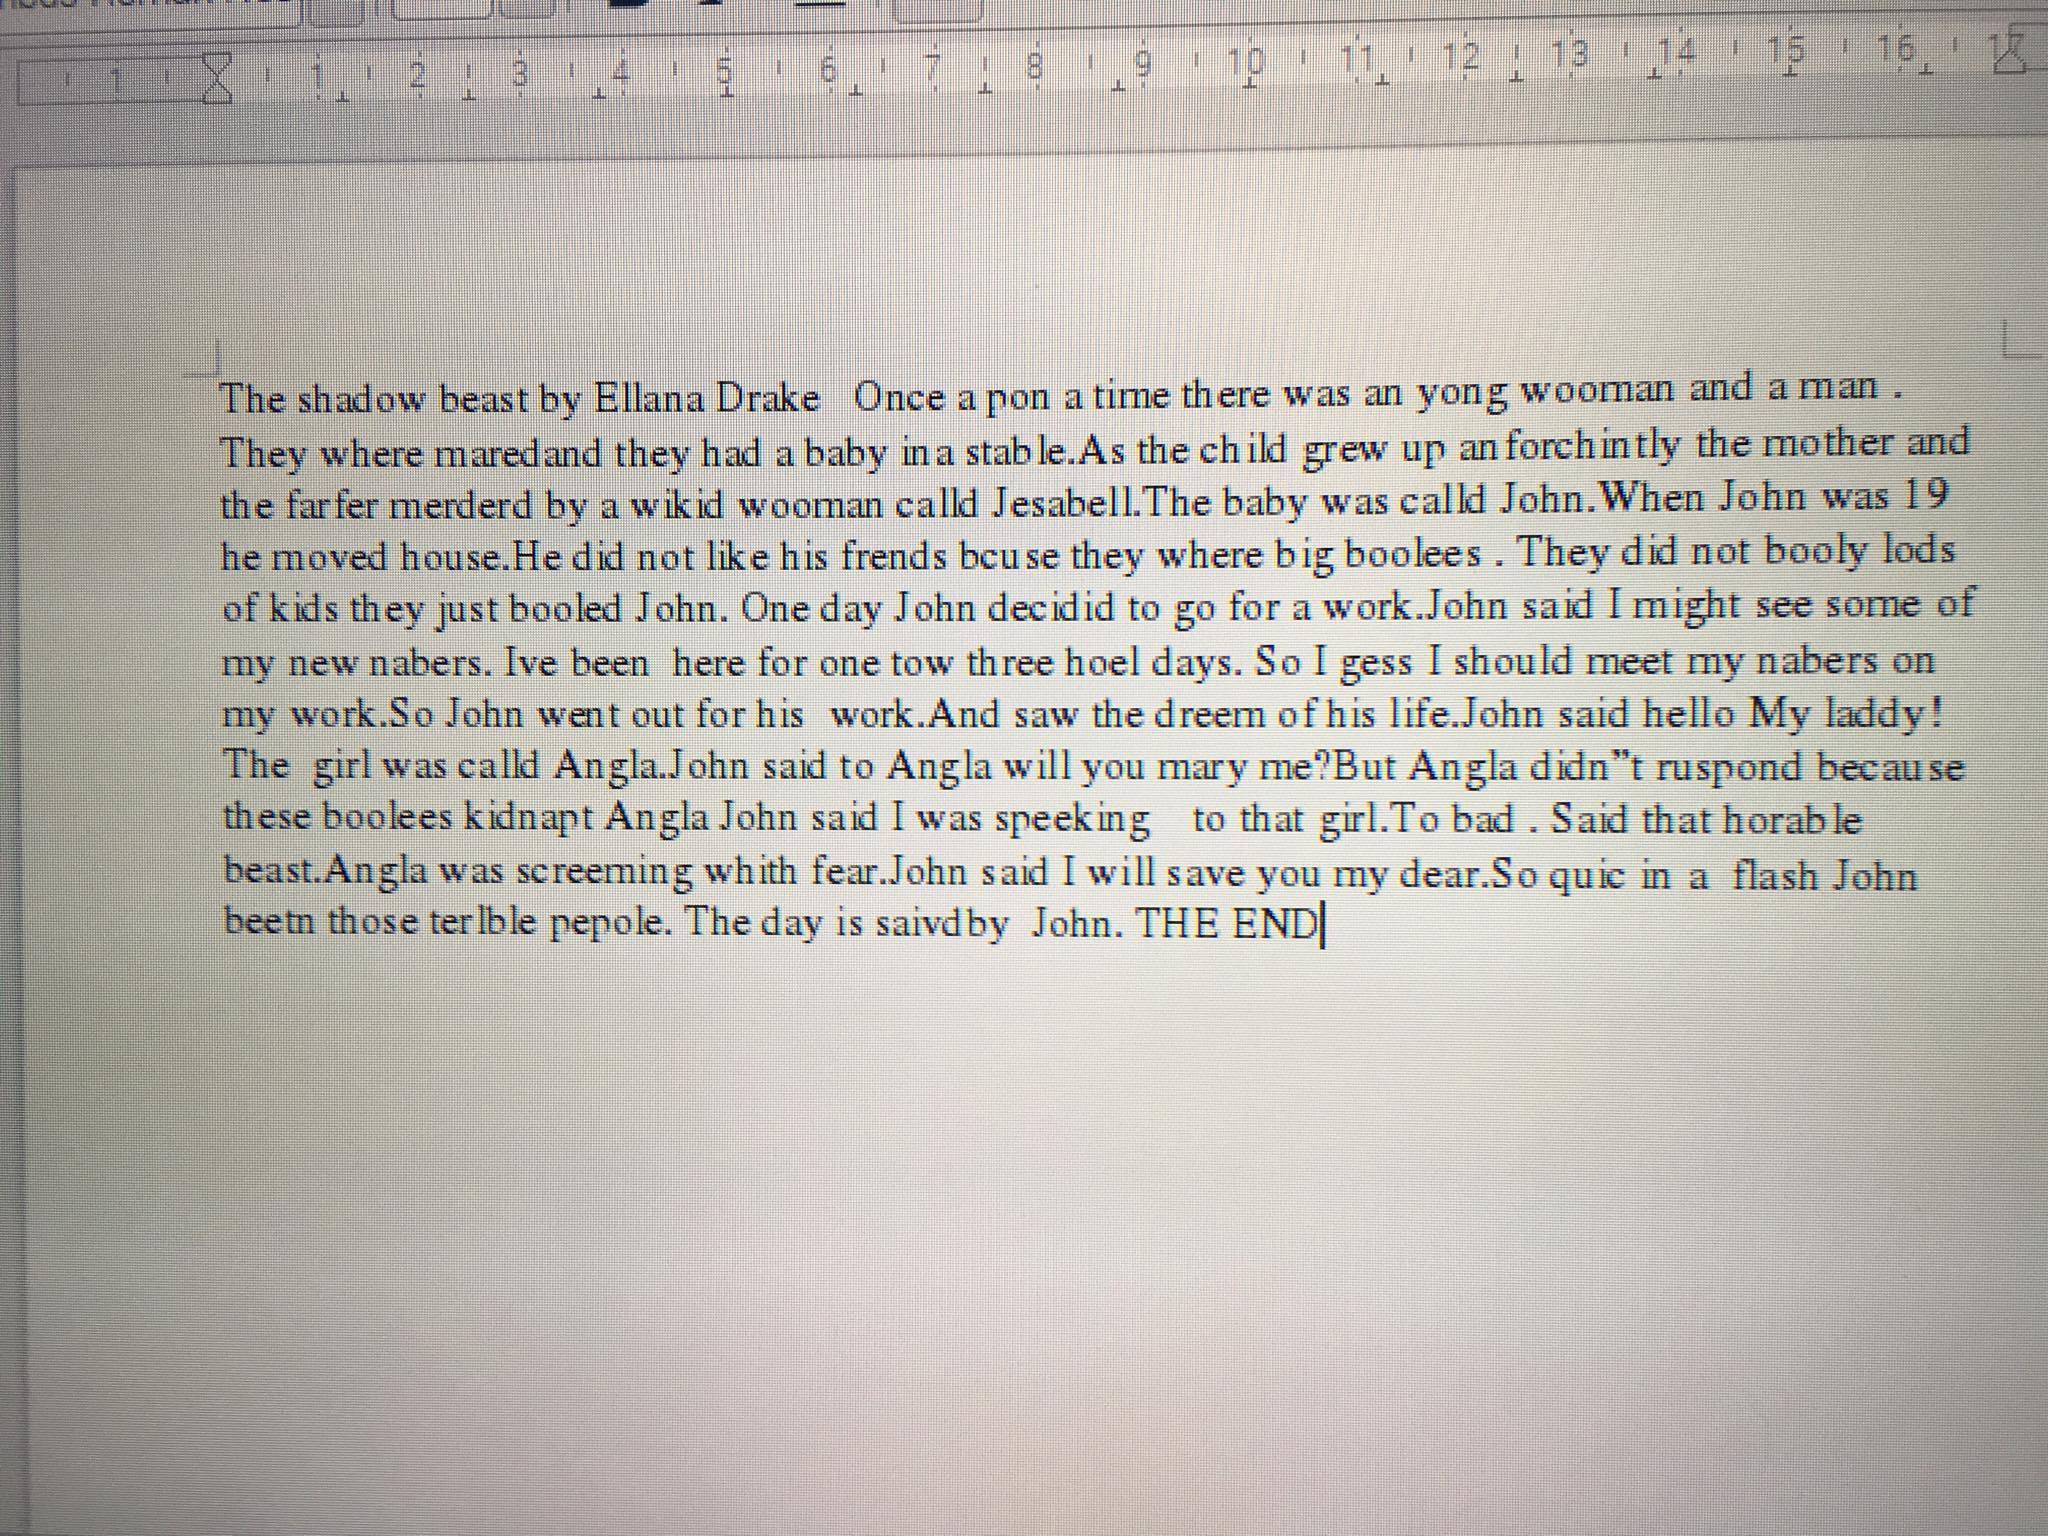 1 1 2 3 4 5 6 7 8 9 10 11 12 13 14 15 16 17
The shadow beast by Ellana Drake   Once a pon a time there was an yong wooman and a man .
They where maredand they had a baby in a stable.As the child grew up anforchintly the mother and
the farfer merderd by a wikid wooman calld Jesabell.The baby was calld John.When John was 19
he moved house.He did not like his frends bcuse they where big boolees . They did not booly lods
of kids they just booled John. One day John decidid to go for a work.John said I might see some of
my new nabers. Ive been  here for one tow three hoel days. So I gess I should meet my nabers on
my work.So John went out for his  work.And saw the dreem of his life.John said hello My laddy!
The  girl was calld Angla.John said to Angla will you mary me?But Angla didn”t ruspond because
these boolees kidnapt Angla John said I was speeking    to that girl.To bad . Said that horable
beast.Angla was screeming whith fear.John said I will save you my dear.So quic in a  flash John
beetn those terlble pepole. The day is saivdby  John. THE END